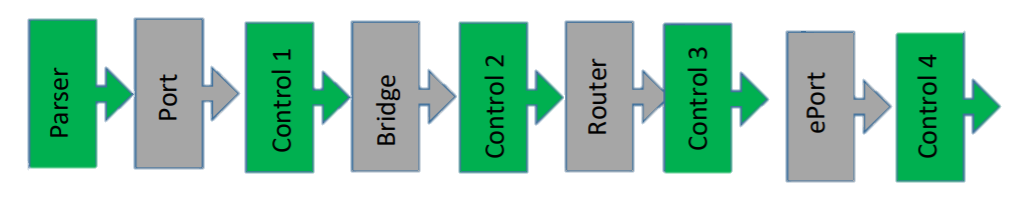 Parser
Port
Control 1
Bridge
Control 2
Router
Control 3
ePort
Control 4